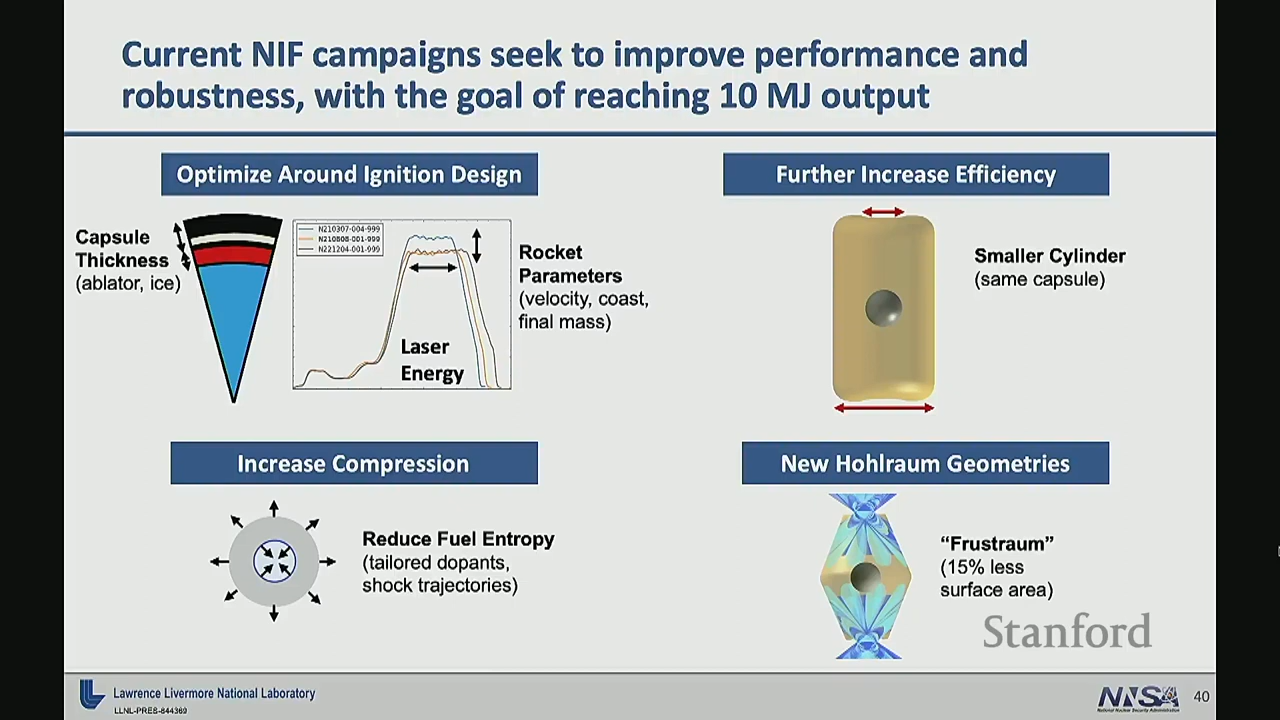 Current NIF campaigns seek to improve performance and
robustness, with the goal of reaching 10 MJ output
Optimize Around Ignition Design
Capsule
Thickness
(ablator, ice)
N210307-004-999
N210808-001-999
N221204-001-999
Laser
Energy
Rocket
Parameters
(velocity, coast,
final mass)
Further Increase Efficiency
Smaller Cylinder
(same capsule)
Increase Compression
Reduce Fuel Entropy
(tailored dopants,
shock trajectories)
New Hohlraum Geometries
“Frustraum”
(15% less
surface area)
Stanford
Lawrence Livermore National Laboratory
LLNL-PRES-844369
NNSA
National Nuclear Security Administration
40